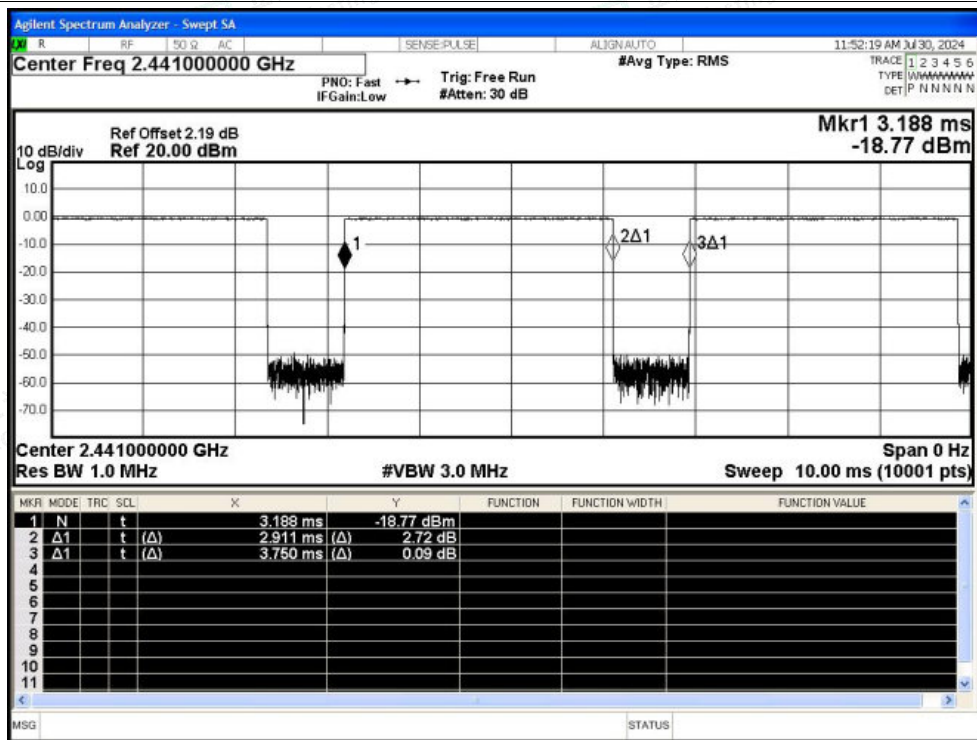 Agilent Spectrum Analyzer - Swept SA
LXI R RF 50 Ω AC SENSE:PULSE ALIGNAUTO 11:52:19 AM Jul 30, 2024
Center Freq 2.441000000 GHz #Avg Type: RMS TRACE 1 2 3 4 5 6
PNO: Fast Trig: Free Run TYPE WWWWWW
IFGain:Low #Atten: 30 dB DET P N N N N N
Mkr1 3.188 ms
-18.77 dBm
Ref Offset 2.19 dB
10 dB/div Ref 20.00 dBm
Log
10.0
0.00
-10.0
-20.0
-30.0
-40.0
-50.0
-60.0
-70.0
1
2Δ1
3Δ1
Center 2.441000000 GHz Span 0 Hz
Res BW 1.0 MHz #VBW 3.0 MHz Sweep 10.00 ms (10001 pts)
MKR MODE TRC SCL X Y FUNCTION FUNCTION WIDTH FUNCTION VALUE
1 N t 3.188 ms -18.77 dBm
2 Δ1 t (Δ) 2.911 ms (Δ) 2.72 dB
3 Δ1 t (Δ) 3.750 ms (Δ) 0.09 dB
4
5
6
7
8
9
10
11
MSG STATUS